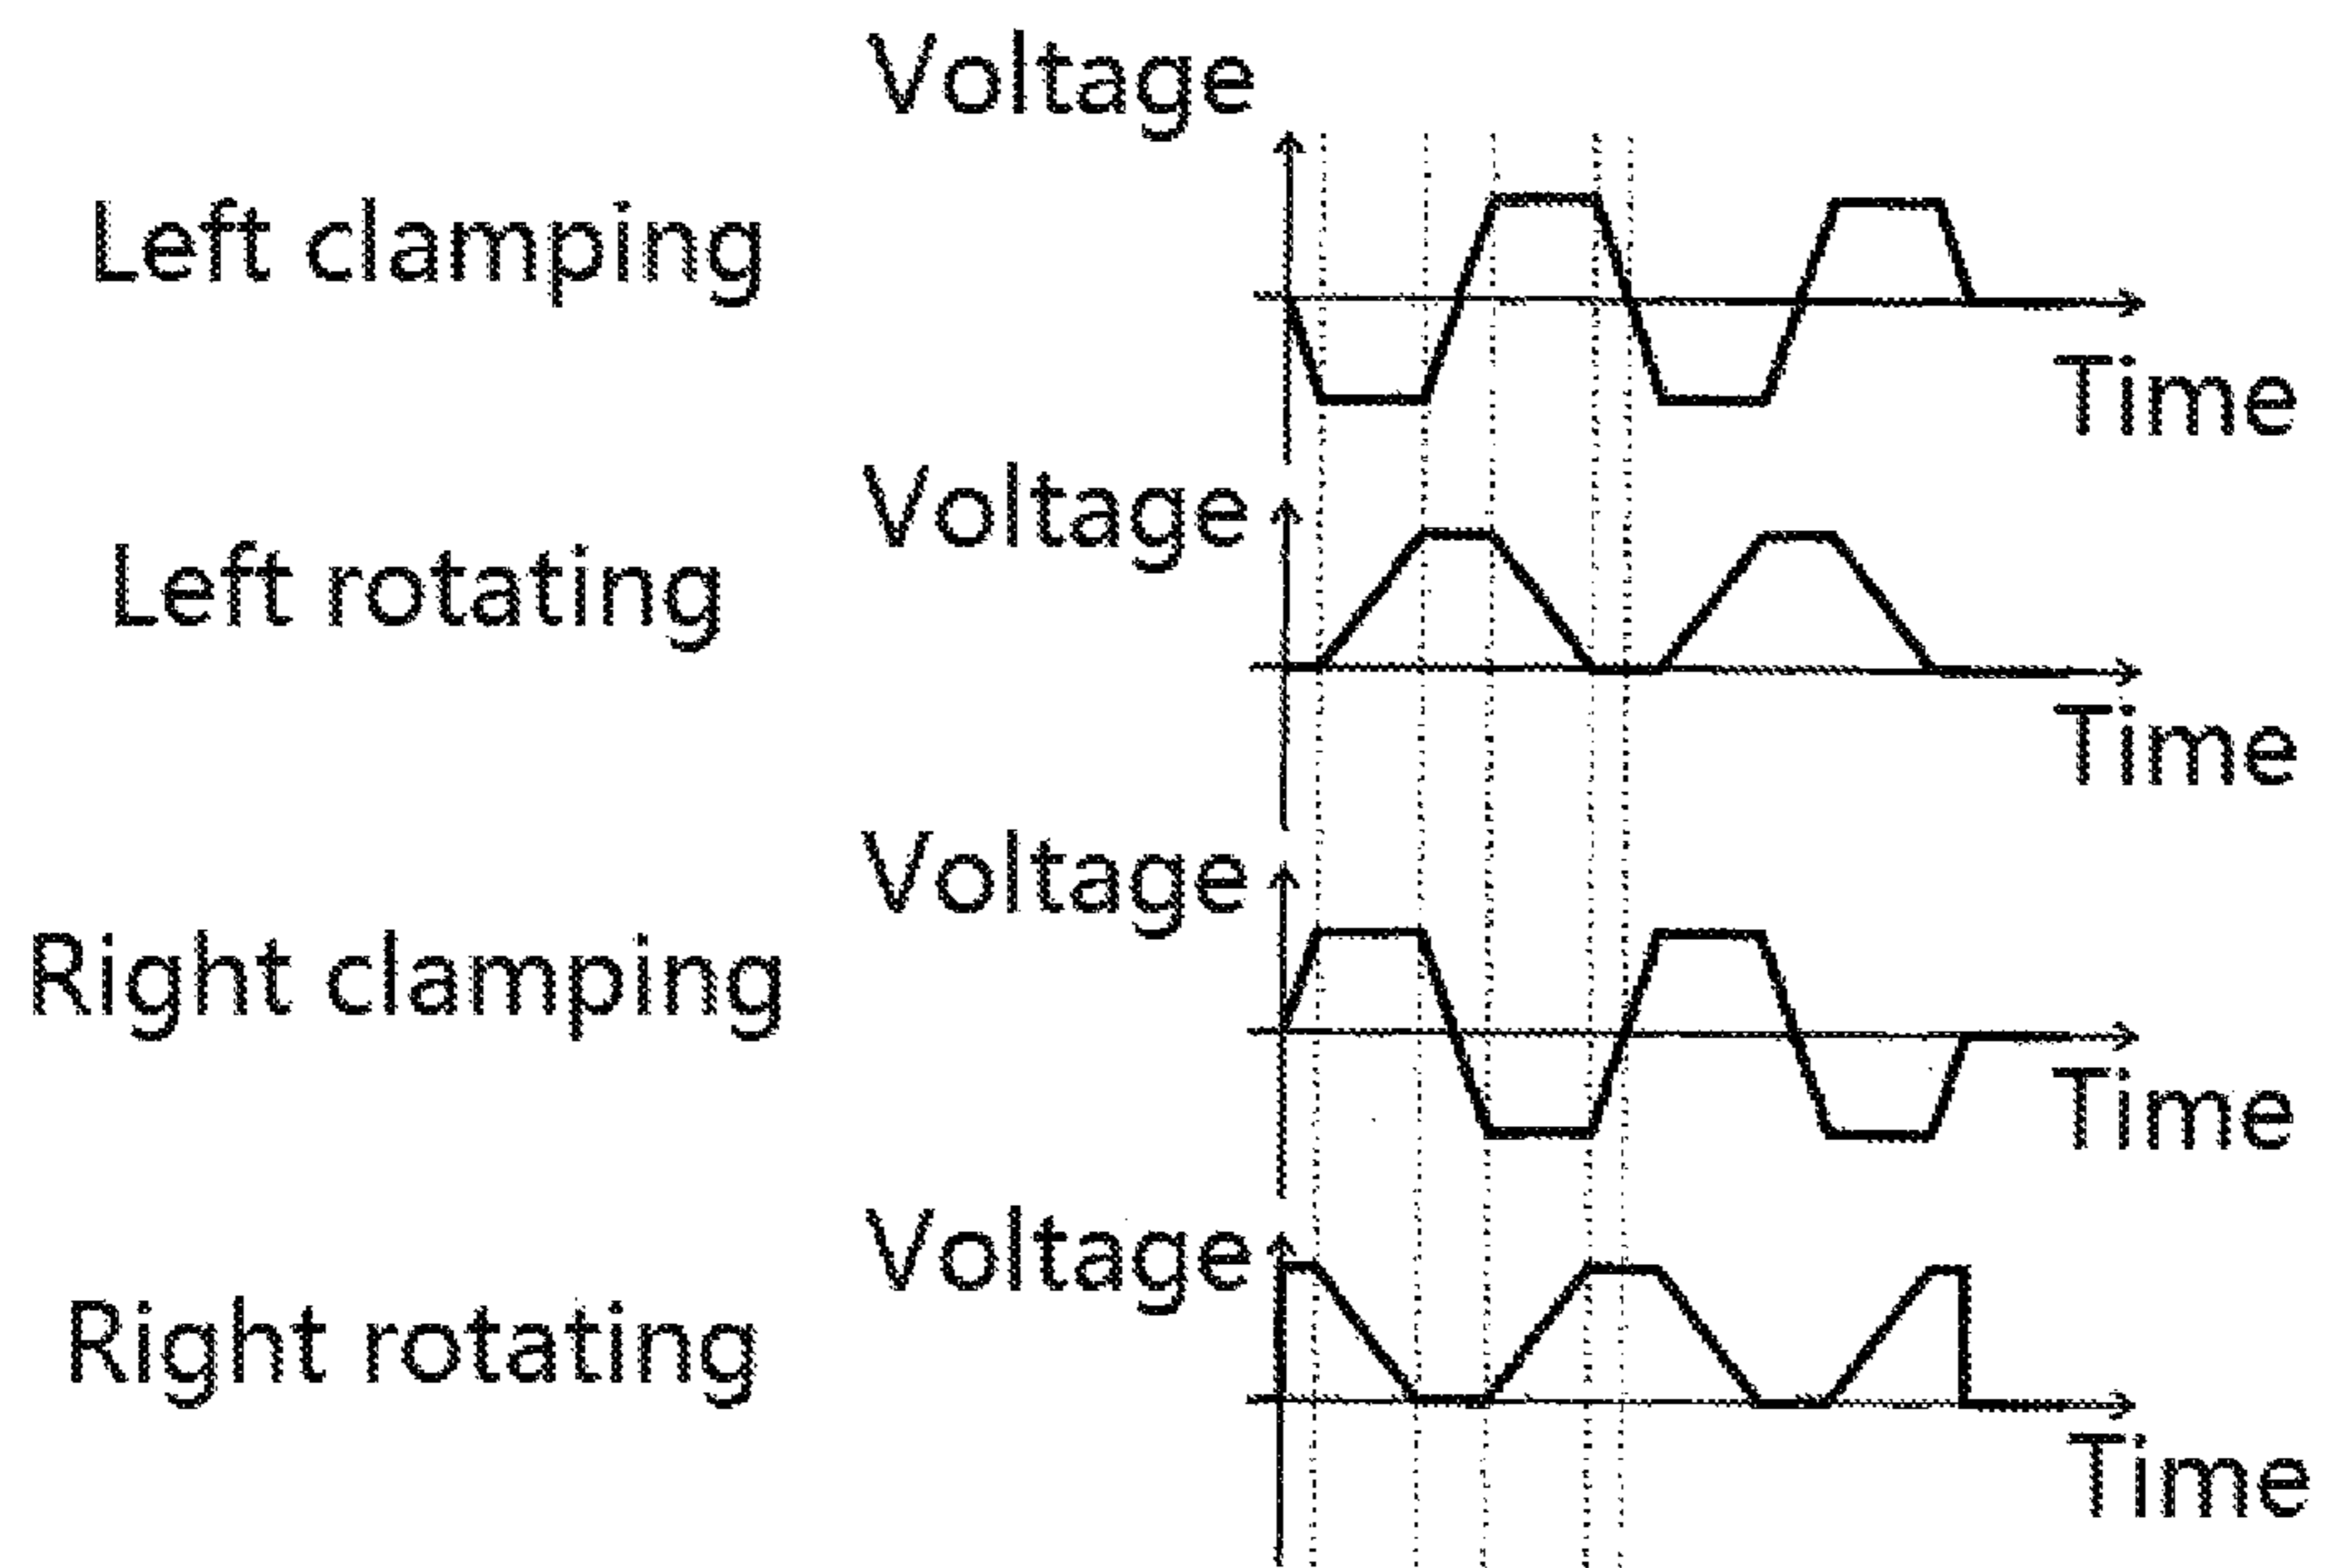 Voltage
Left clamping
Time
Voltage
Left rotating
Time
Voltage
Right clamping
Time
Voltage
Right rotating
Time